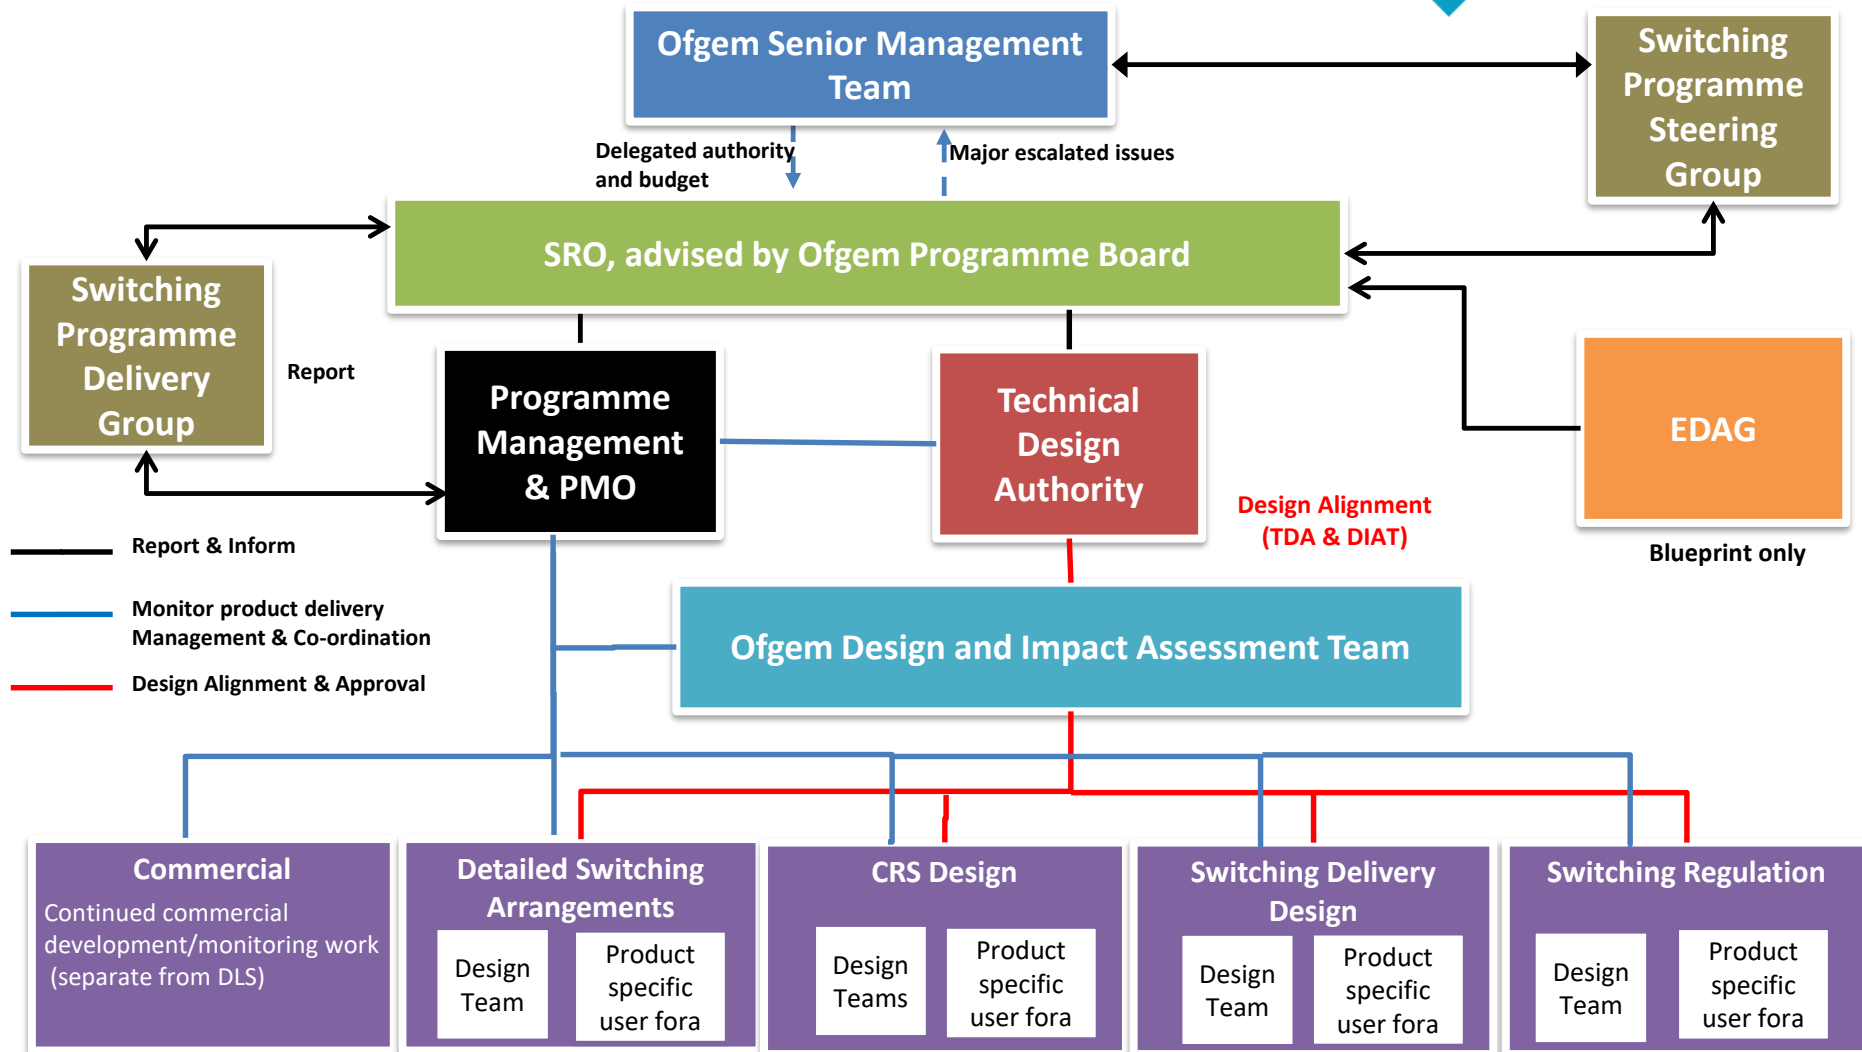 Ofgem Senior Management
Team
Switching
Programme
Steering
Group
Delegated authority
and budget
Major escalated issues
SRO, advised by Ofgem Programme Board
Switching
Programme
Delivery
Group
Report
Programme
Management
& PMO
Technical
Design
Authority
EDAG
Design Alignment
(TDA & DIAT)
Blueprint only
Report & Inform
Monitor product delivery
Management & Co-ordination
Design Alignment & Approval
Ofgem Design and Impact Assessment Team
Commercial
Continued commercial
development/monitoring work
(separate from DLS)
Detailed Switching
Arrangements
Design
Team
Product
specific
user fora
CRS Design
Design
Teams
Product
specific
user fora
Switching Delivery
Design
Design
Team
Product
specific
user fora
Switching Regulation
Design
Team
Product
specific
user fora